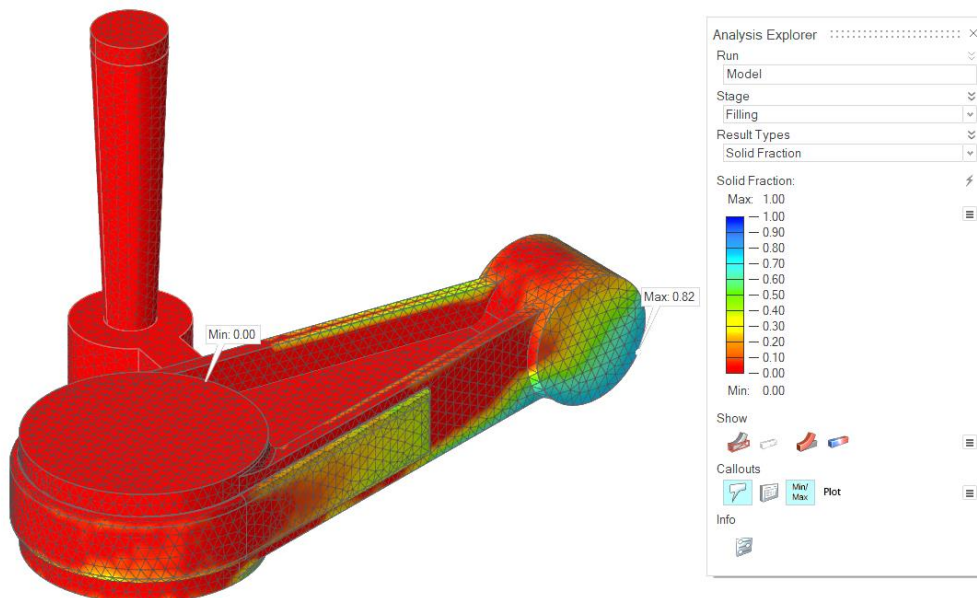 Min: 0.00
Max: 0.82
Analysis Explorer
Run
Model
Stage
Filling
Result Types
Solid Fraction
Solid Fraction:
Max: 1.00
1.00
0.90
0.80
0.70
0.60
0.50
0.40
0.30
0.20
0.10
0.00
Min: 0.00
Show
Callouts
Min/
Max
Plot
Info